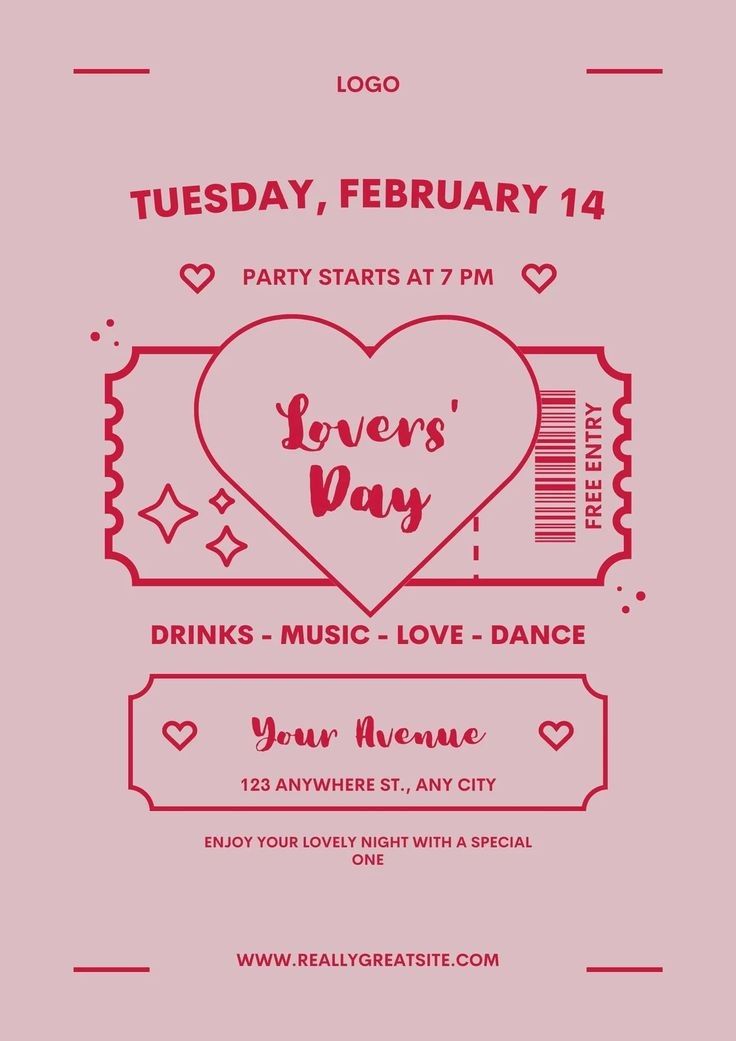 LOGO
TUESDAY, FEBRUARY 14
PARTY STARTS AT 7 PM
Lovers'
Day
FREE ENTRY
DRINKS - MUSIC - LOVE - DANCE
Your Avenue
123 ANYWHERE ST., ANY CITY
ENJOY YOUR LOVELY NIGHT WITH A SPECIAL
ONE
WWW.REALLYGREATSITE.COM